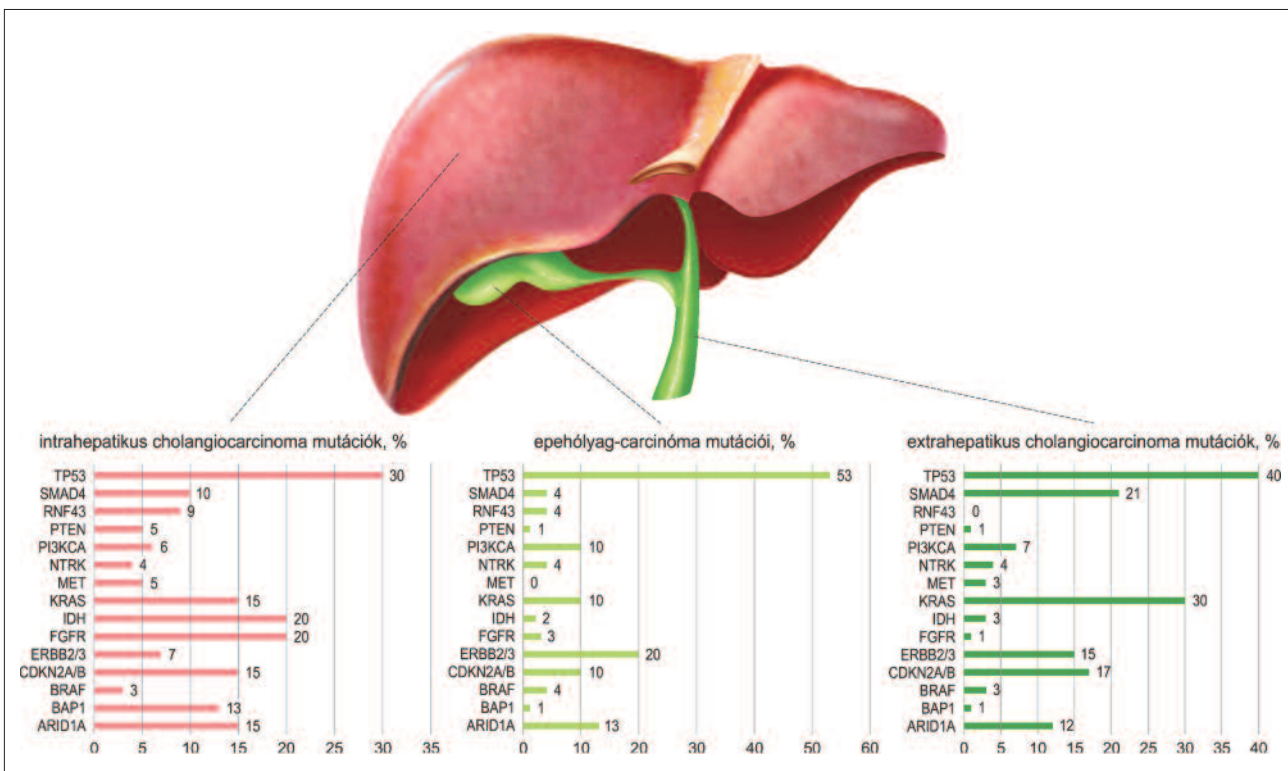 intrahepatikus cholangiocarcinoma mutációk, %
TP53 30
SMAD4 10
RNF43 9
PTEN 5
PI3KCA 6
NTRK 4
MET 5
KRAS 15
IDH 20
FGFR 20
ERBB2/3 7
CDKN2A/B 15
BRAF 3
BAP1 13
ARID1A 15
0 5 10 15 20 25 30 35
epehólyag-carcinóma mutációi, %
TP53 53
SMAD4 4
RNF43 4
PTEN 1
PI3KCA 10
NTRK 4
MET 0
KRAS 10
IDH 2
FGFR 3
ERBB2/3 20
CDKN2A/B 10
BRAF 4
BAP1 1
ARID1A 13
0 10 20 30 40 50 60
extrahepatikus cholangiocarcinoma mutációk, %
TP53 40
SMAD4 21
RNF43 0
PTEN 1
PI3KCA 7
NTRK 4
MET 3
KRAS 30
IDH 3
FGFR 1
ERBB2/3 15
CDKN2A/B 17
BRAF 3
BAP1 1
ARID1A 12
0 5 10 15 20 25 30 35 40